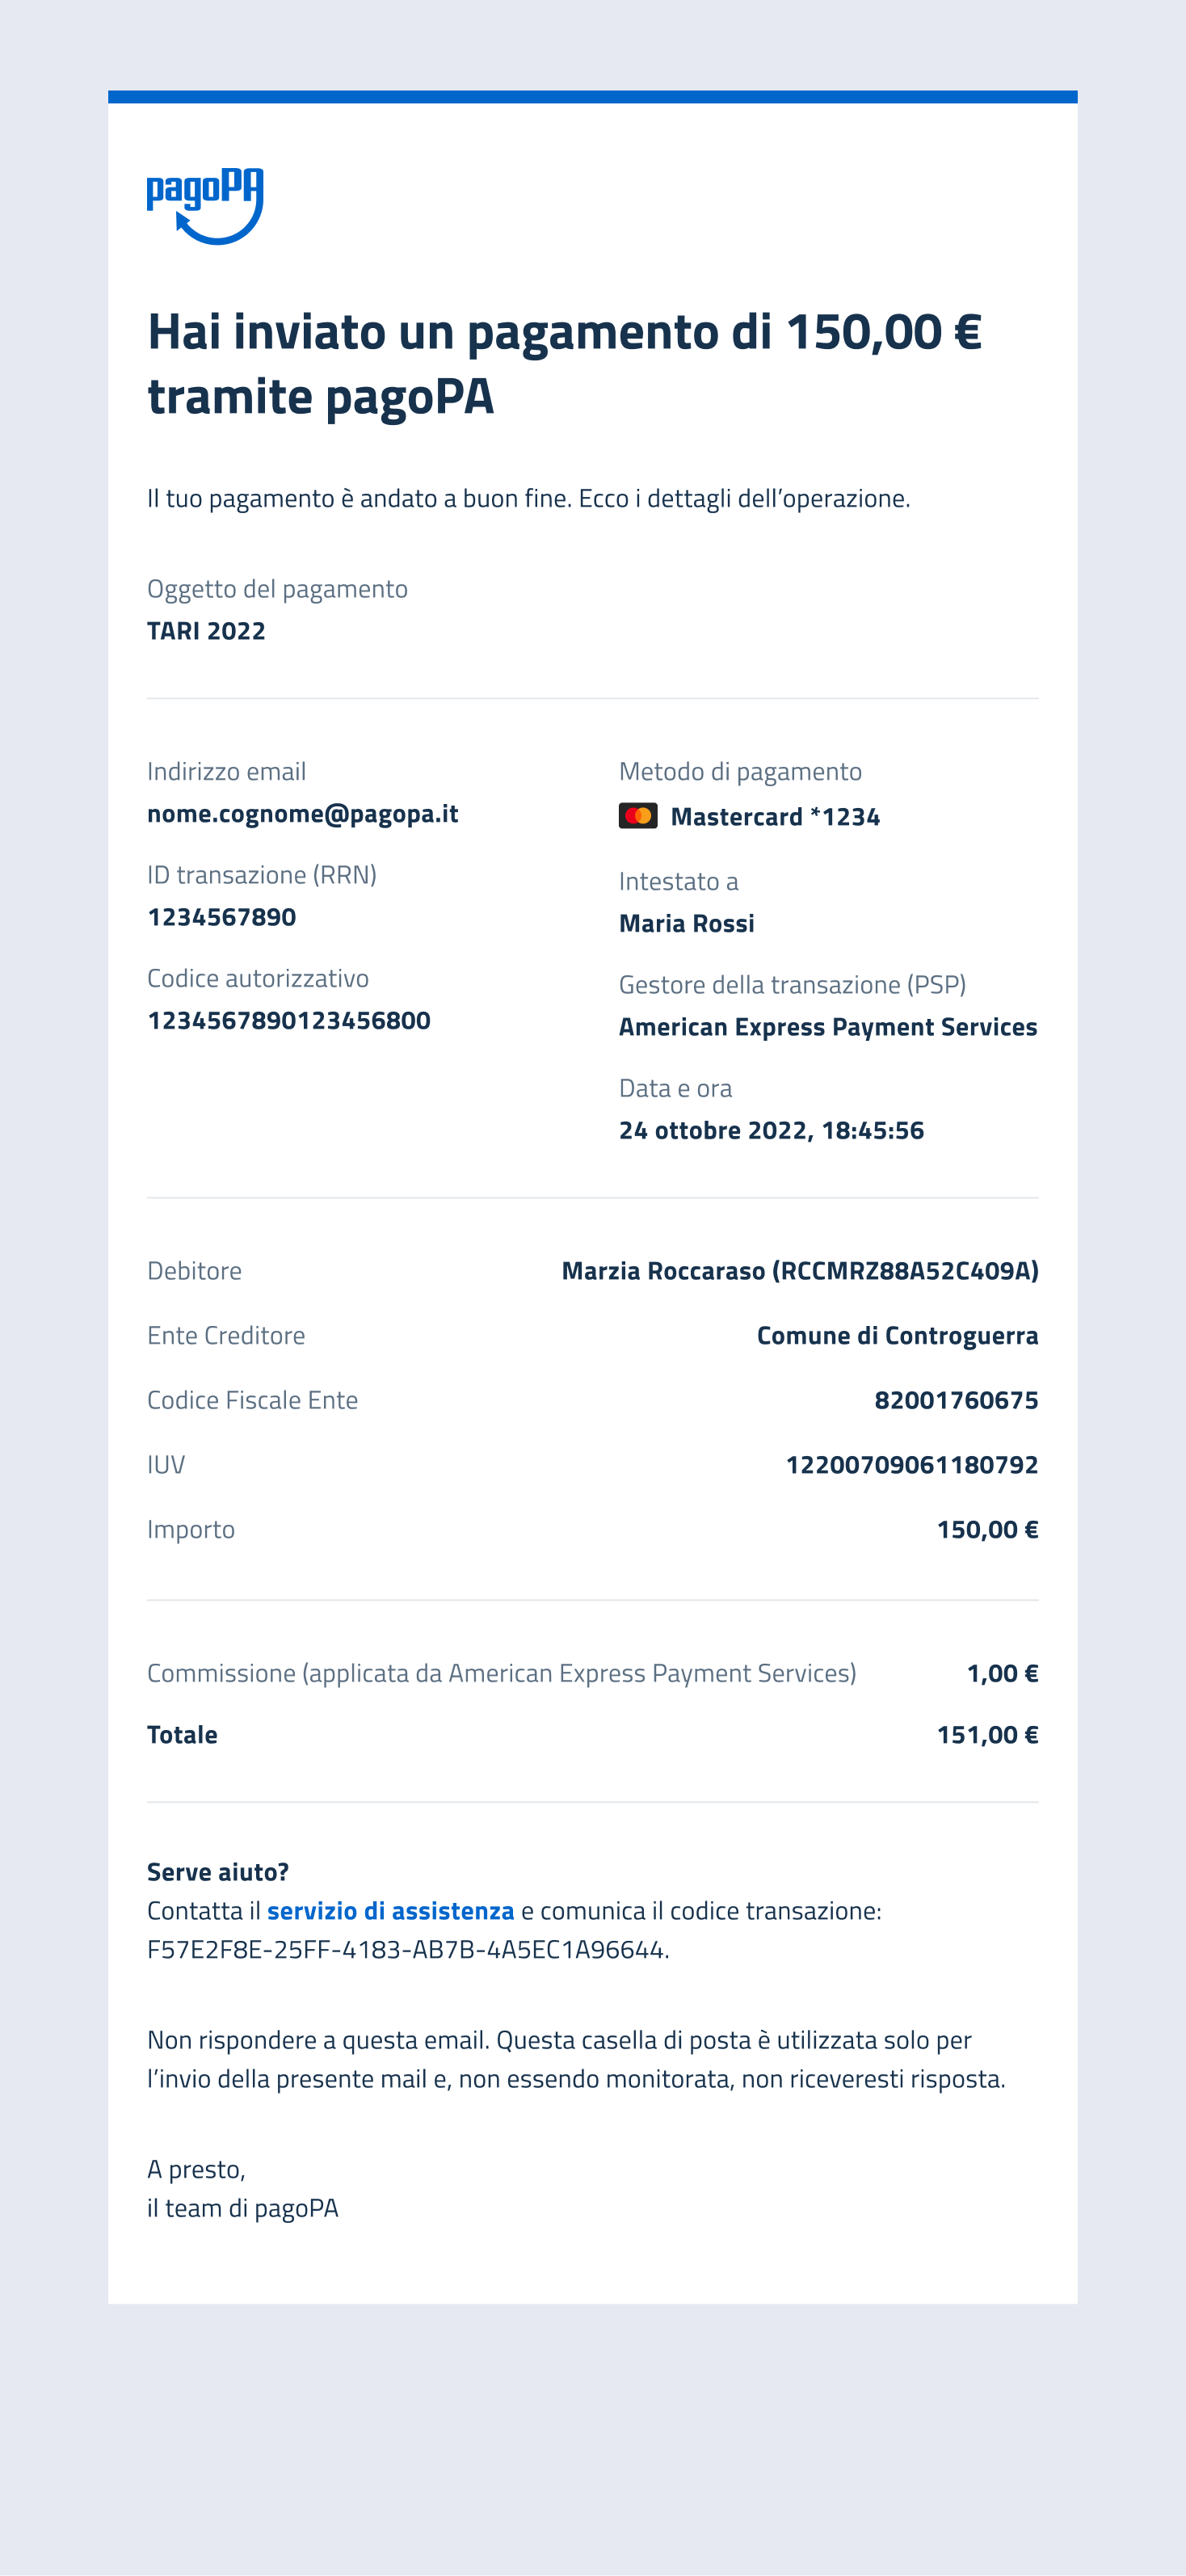 pagoPA
Hai inviato un pagamento di 150,00 €
tramite pagoPA
Il tuo pagamento è andato a buon fine. Ecco i dettagli dell’operazione.
Oggetto del pagamento
TARI 2022
Indirizzo email
nome.cognome@pagopa.it
ID transazione (RRN)
1234567890
Codice autorizzativo
1234567890123456800
Metodo di pagamento
Mastercard *1234
Intestato a
Maria Rossi
Gestore della transazione (PSP)
American Express Payment Services
Data e ora
24 ottobre 2022, 18:45:56
Debitore Marzia Roccaraso (RCCMRZ88A52C409A)
Ente Creditore Comune di Controguerra
Codice Fiscale Ente 82001760675
IUV 12200709061180792
Importo 150,00 €
Commissione (applicata da American Express Payment Services) 1,00 €
Totale 151,00 €
Serve aiuto?
Contatta il servizio di assistenza e comunica il codice transazione:
F57E2F8E-25FF-4183-AB7B-4A5EC1A96644.
Non rispondere a questa email. Questa casella di posta è utilizzata solo per
l’invio della presente mail e, non essendo monitorata, non riceveresti risposta.
A presto,
il team di pagoPA